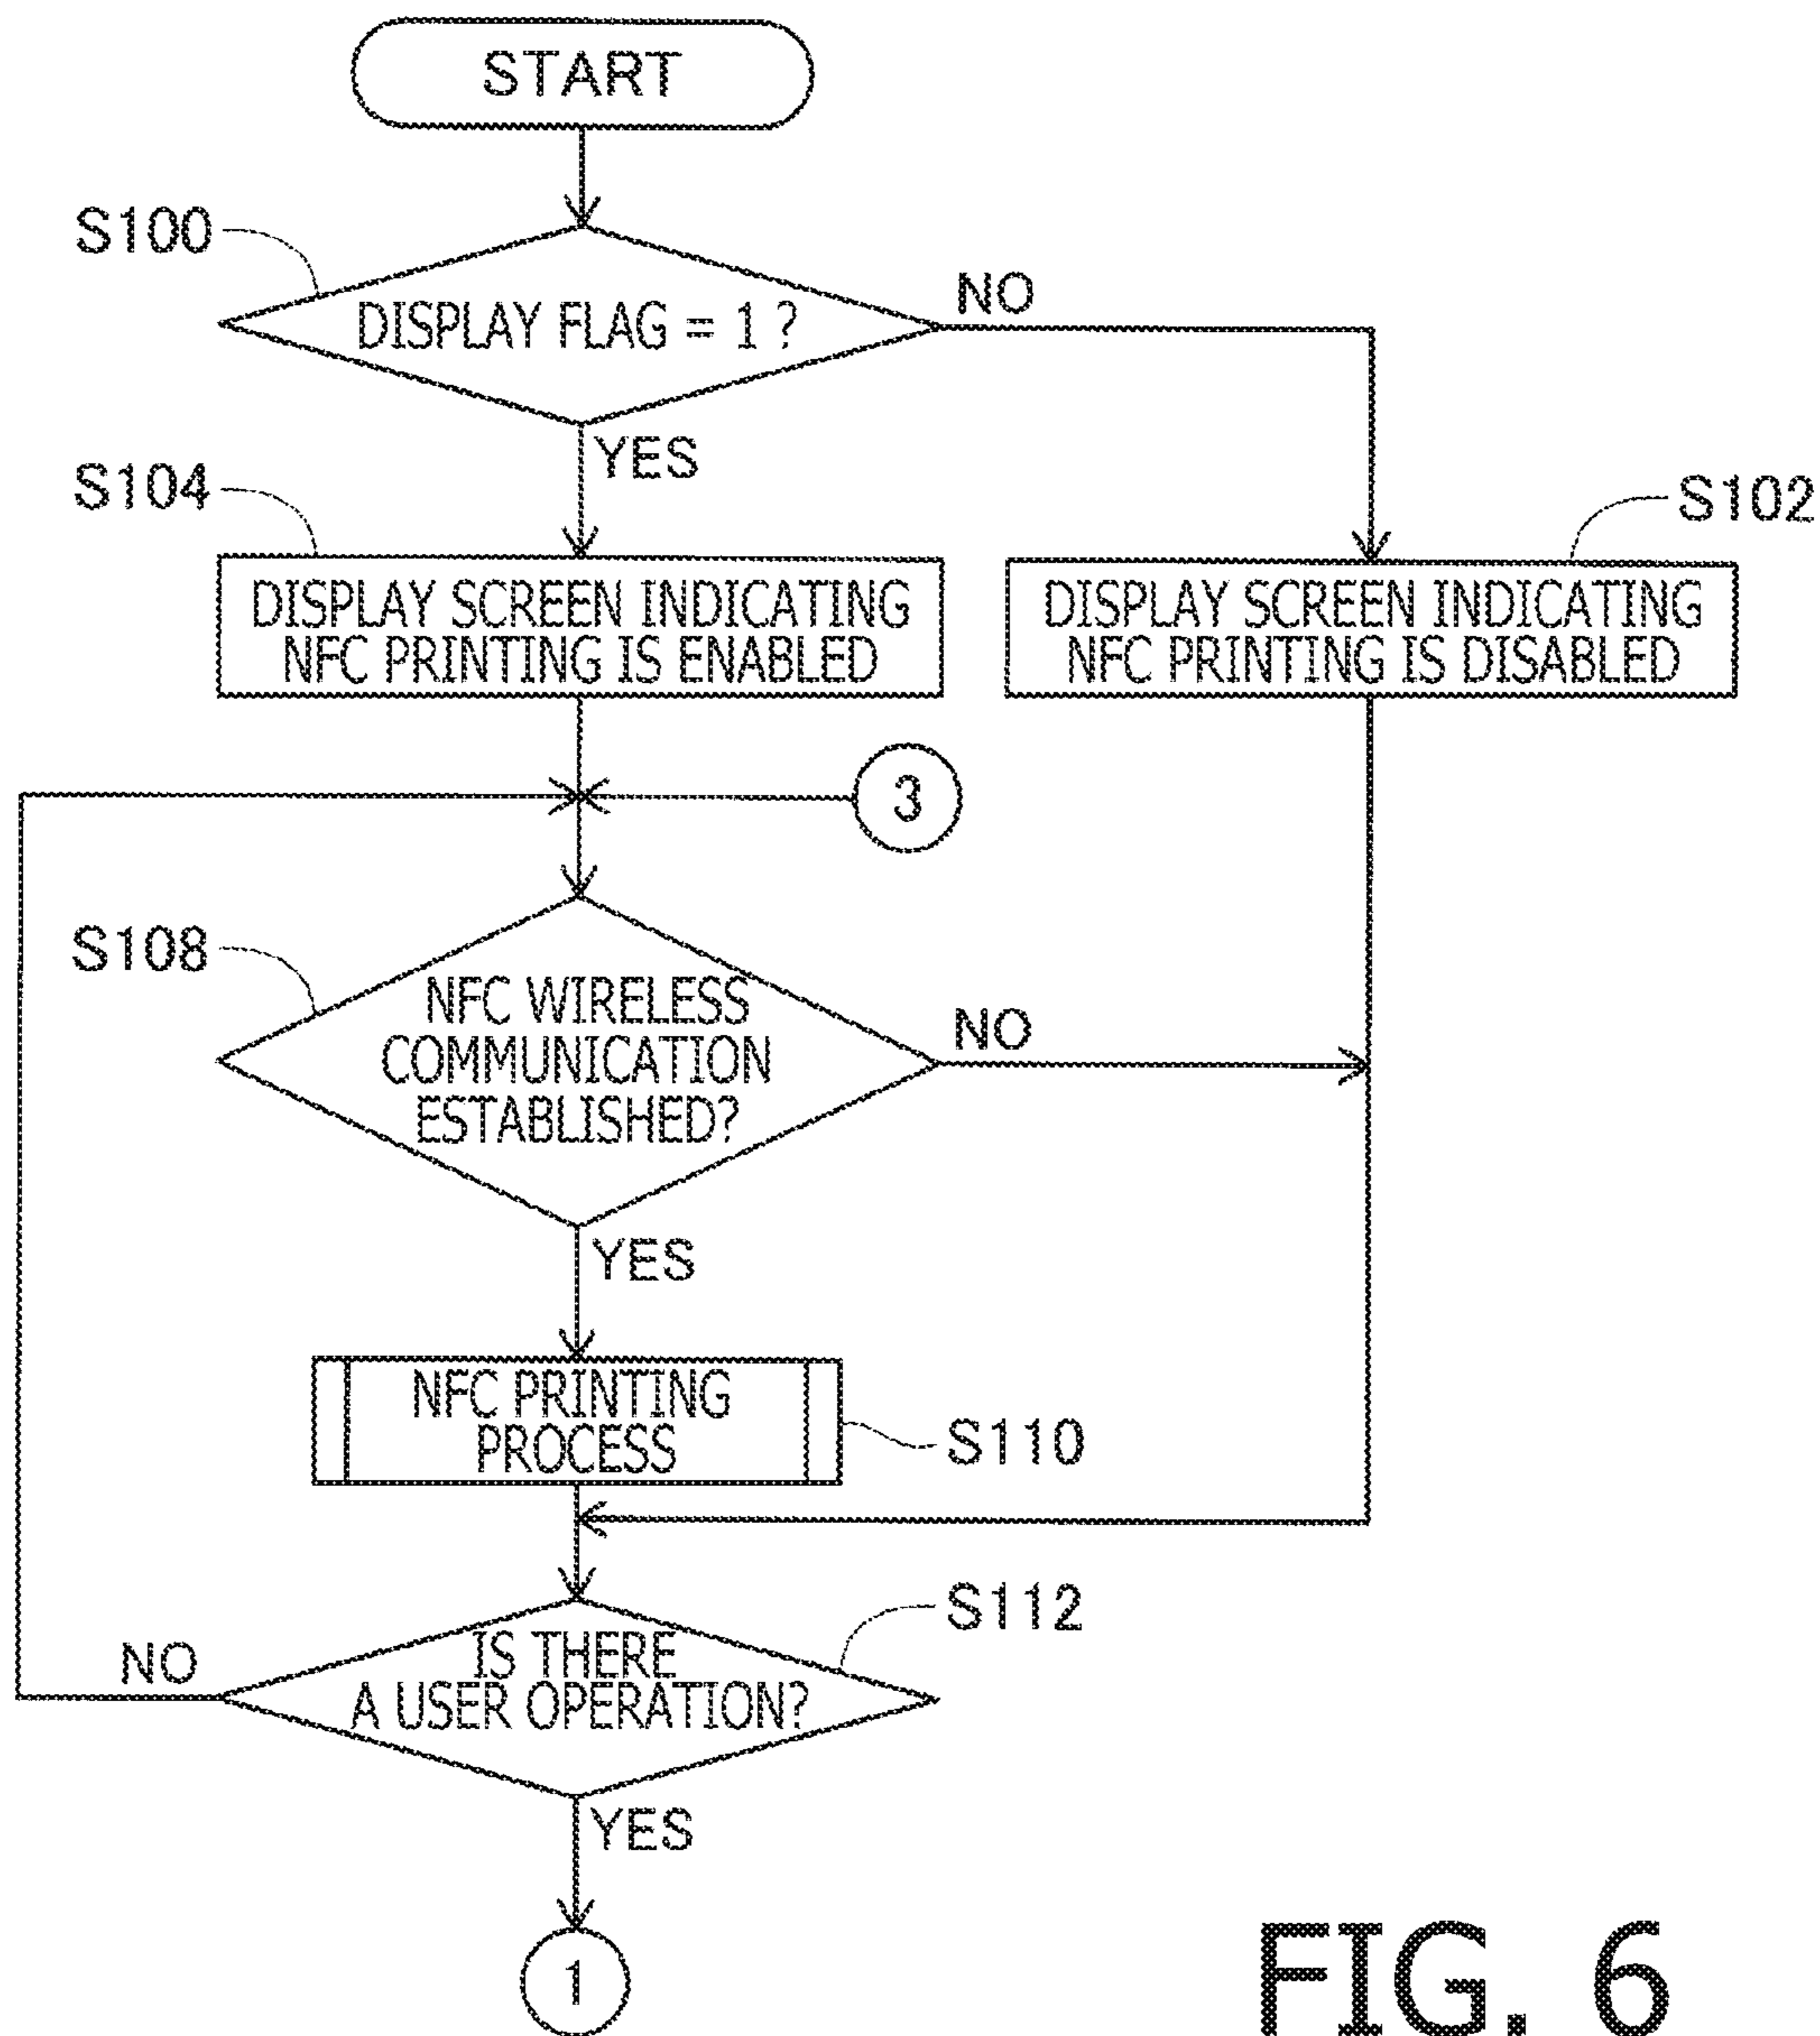 START
S100
DISPLAY FLAG = 1 ?
NO
YES
S104
S102
DISPLAY SCREEN INDICATING
NFC PRINTING IS ENABLED
DISPLAY SCREEN INDICATING
NFC PRINTING IS DISABLED
3
S108
NFC WIRELESS
COMMUNICATION
ESTABLISHED?
NO
YES
NFC PRINTING
PROCESS
S110
S112
IS THERE
A USER OPERATION?
NO
YES
1
FIG. 6